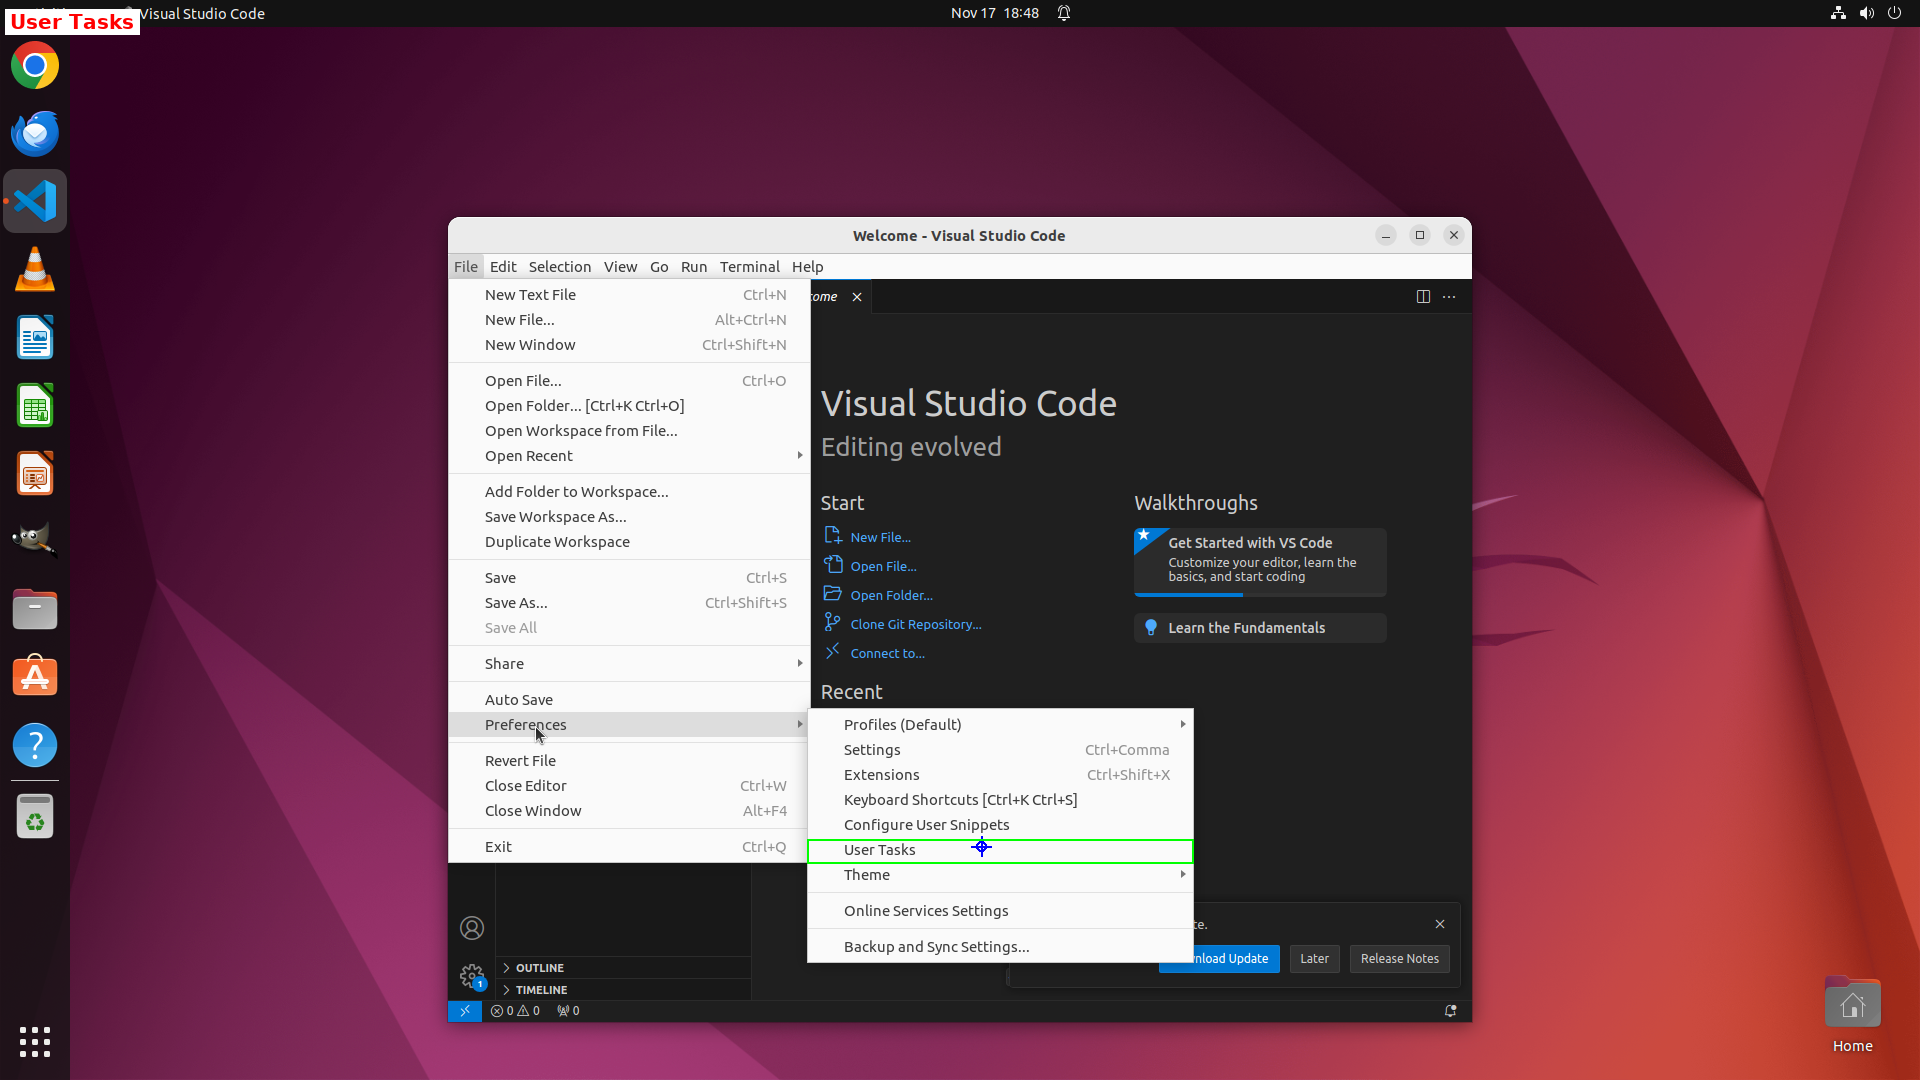 User Tasks
Visual Studio Code
Nov 17 18:48
Welcome - Visual Studio Code
File Edit Selection View Go Run Terminal Help
New Text File Ctrl+N
New File... Alt+Ctrl+N
New Window Ctrl+Shift+N
Open File... Ctrl+O
Open Folder... [Ctrl+K Ctrl+O]
Open Workspace from File...
Open Recent
Add Folder to Workspace...
Save Workspace As...
Duplicate Workspace
Save Ctrl+S
Save As... Ctrl+Shift+S
Save All
Share
Auto Save
Preferences
Revert File
Close Editor Ctrl+W
Close Window Alt+F4
Exit Ctrl+Q
ome
Visual Studio Code
Editing evolved
Start
New File...
Open File...
Open Folder...
Clone Git Repository...
Connect to...
Recent
Walkthroughs
Get Started with VS Code
Customize your editor, learn the
basics, and start coding
Learn the Fundamentals
Profiles (Default)
Settings Ctrl+Comma
Extensions Ctrl+Shift+X
Keyboard Shortcuts [Ctrl+K Ctrl+S]
Configure User Snippets
User Tasks
Theme
Online Services Settings
Backup and Sync Settings...
te.
nload Update Later Release Notes
OUTLINE
TIMELINE
1
0 0 0
Home